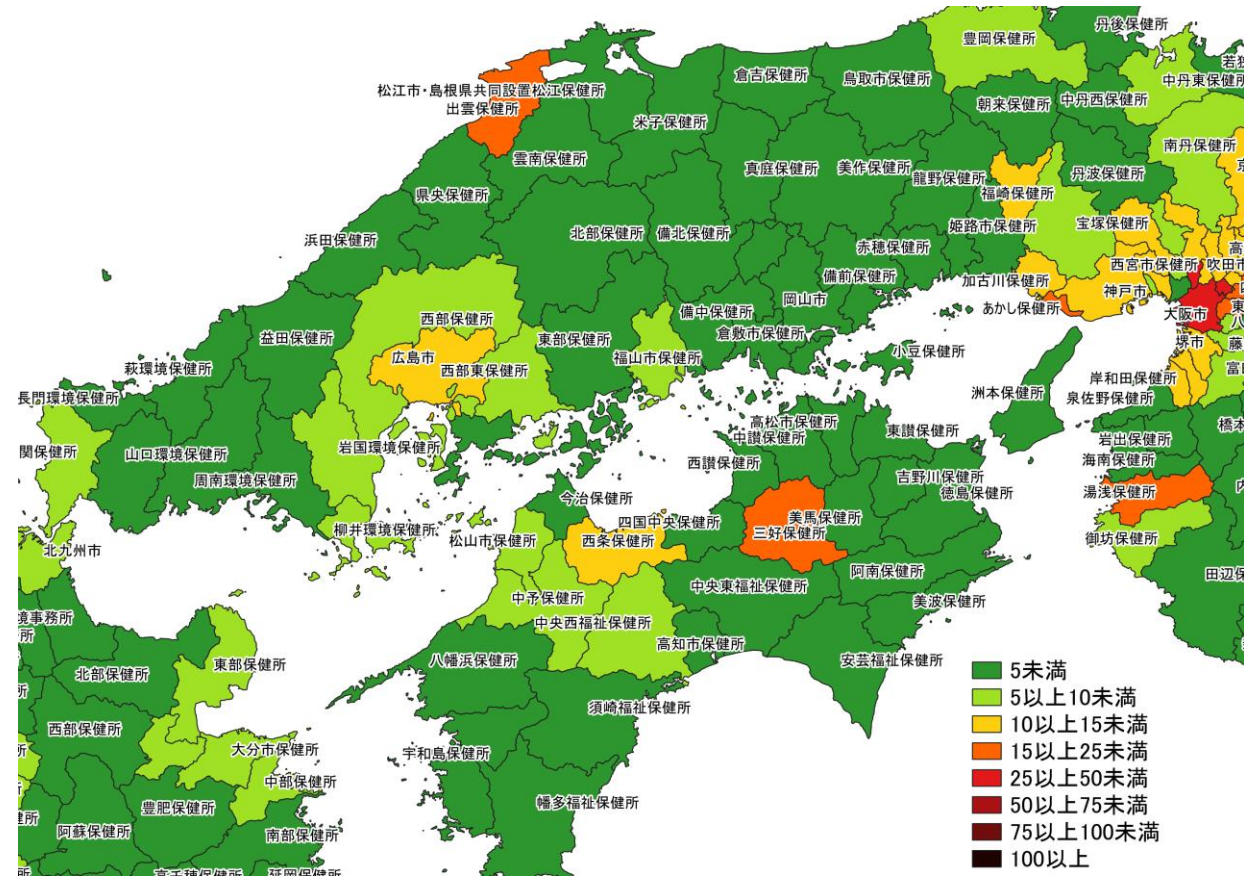 丹後保健所
豊岡保健所
倉吉保健所
鳥取市保健所
中丹東保健所
松江市・島根県共同設置松江保健所
朝来保健所
中丹西保健所
出雲保健所
米子保健所
南丹保健所
雲南保健所
真庭保健所
美作保健所
龍野保健所
丹波保健所
福崎保健所
県央保健所
浜田保健所
北部保健所
備北保健所
姫路市保健所
宝塚保健所
赤穂保健所
備前保健所
西宮市保健所
吹田市
加古川保健所
神戸市
岡山市
あかし保健所
大阪市
西部保健所
備中保健所
益田保健所
東部保健所
倉敷市保健所
堺市
藤
広島市
福山市保健所
小豆保健所
萩環境保健所
西部東保健所
岸和田保健所
洲本保健所
長門環境保健所
泉佐野保健所
高松市保健所
東讃保健所
中讃保健所
関保健所
山口環境保健所
岩国環境保健所
岩出保健所
橋本
西讃保健所
海南保健所
周南環境保健所
吉野川保健所
徳島保健所
湯浅保健所
今治保健所
四国中央保健所
美馬保健所
柳井環境保健所
松山市保健所
西条保健所
三好保健所
御坊保健所
北九州市
阿南保健所
田辺保
中央東福祉保健所
中予保健所
美波保健所
境事務所
所
中央西福祉保健所
高知市保健所
東部保健所
八幡浜保健所
安芸福祉保健所
北部保健所
須崎福祉保健所
西部保健所
大分市保健所
宇和島保健所
中部保健所
豊肥保健所
幡多福祉保健所
阿蘇保健所
南部保健所
高千穂保健所
延岡保健所
5未満
5以上10未満
10以上15未満
15以上25未満
25以上50未満
50以上75未満
75以上100未満
100以上